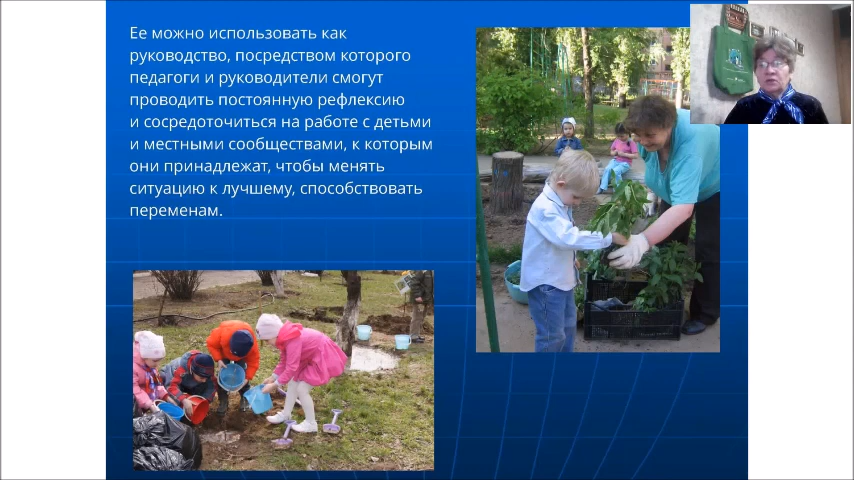 Ее можно использовать как
руководство, посредством которого
педагоги и руководители смогут
проводить постоянную рефлексию
и сосредоточиться на работе с детьми
и местными сообществами, к которым
они принадлежат, чтобы менять
ситуацию к лучшему, способствовать
переменам.